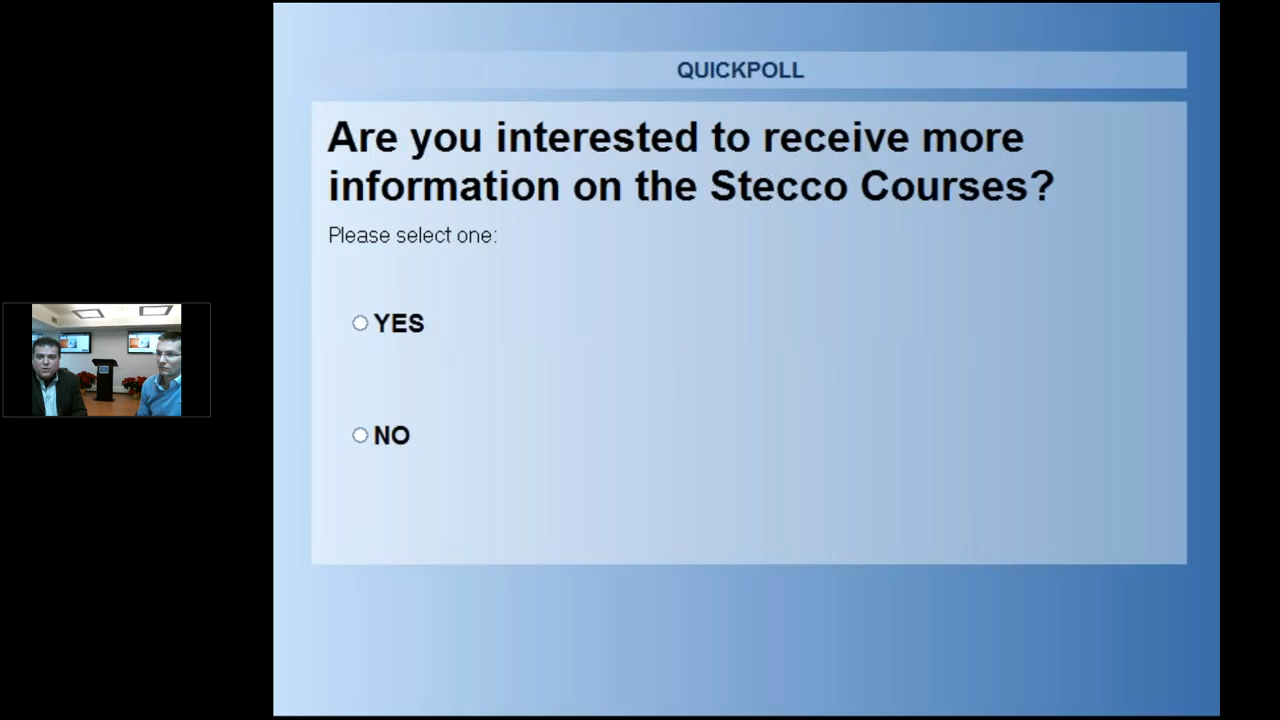 QUICKPOLL
Are you interested to receive more
information on the Stecco Courses?
Please select one:
YES
NO